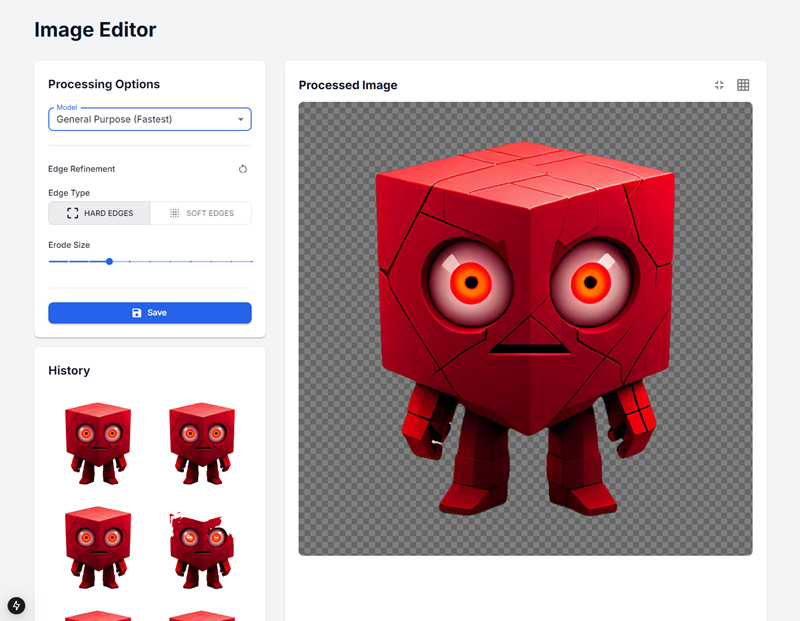 Image Editor
Processing Options
Model
General Purpose (Fastest)
Edge Refinement
Edge Type
HARD EDGES
SOFT EDGES
Erode Size
Save
History
Processed Image